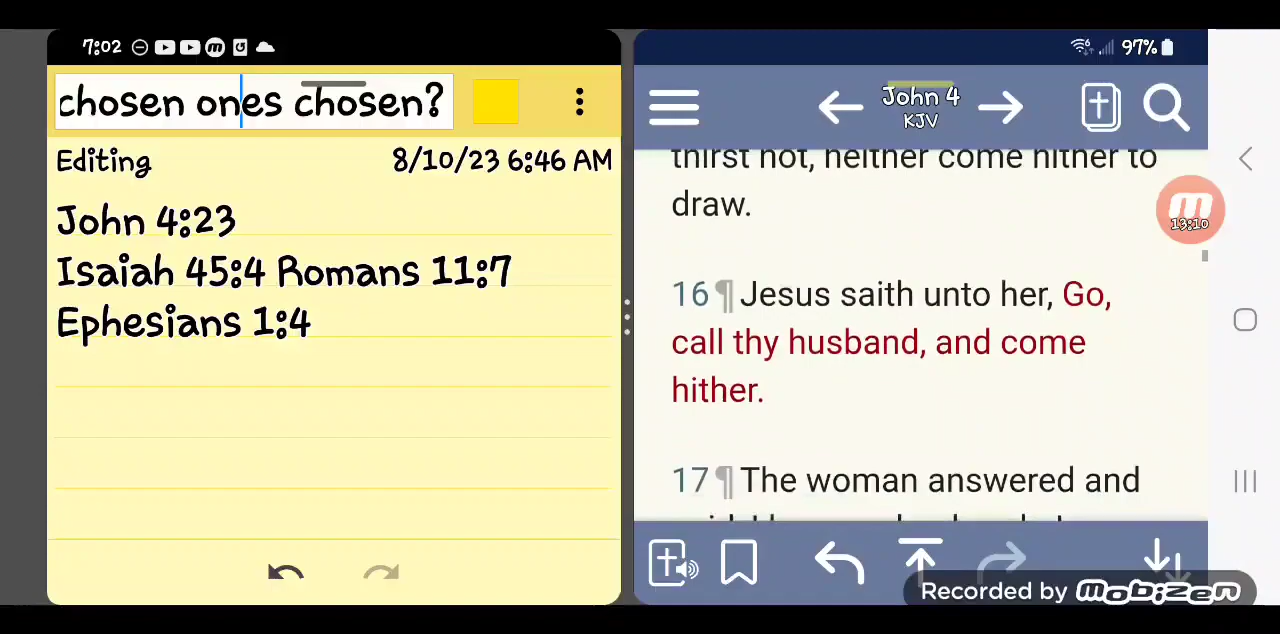 7:02
97%
chosen ones chosen?
Editing 8/10/23 6:46 AM
John 4:23
Isaiah 45:4 Romans 11:7
Ephesians 1:4
John 4
KJV
thirst not, neither come hither to
draw.
13:10
16 ¶ Jesus saith unto her, Go,
call thy husband, and come
hither.
17 ¶ The woman answered and
Recorded by mobizen